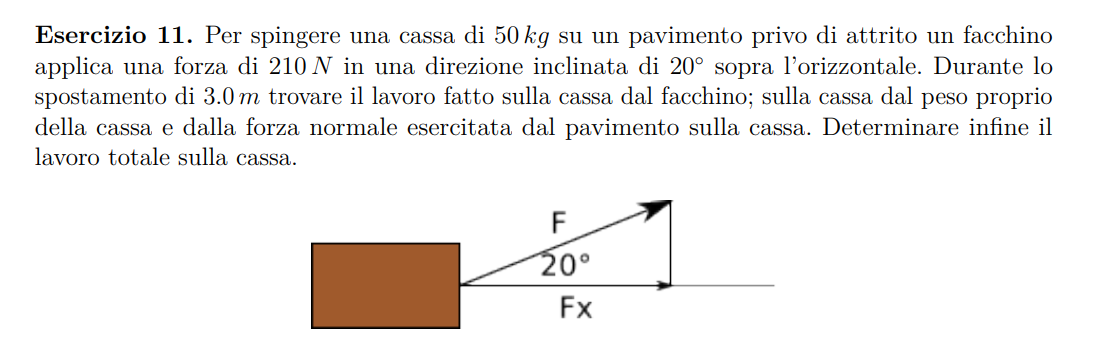 Esercizio 11. Per spingere una cassa di 50 kg su un pavimento privo di attrito un facchino
applica una forza di 210 N in una direzione inclinata di 20° sopra l'orizzontale. Durante lo
spostamento di 3.0 m trovare il lavoro fatto sulla cassa dal facchino; sulla cassa dal peso proprio
della cassa e dalla forza normale esercitata dal pavimento sulla cassa. Determinare infine il
lavoro totale sulla cassa.
F
20°
Fx